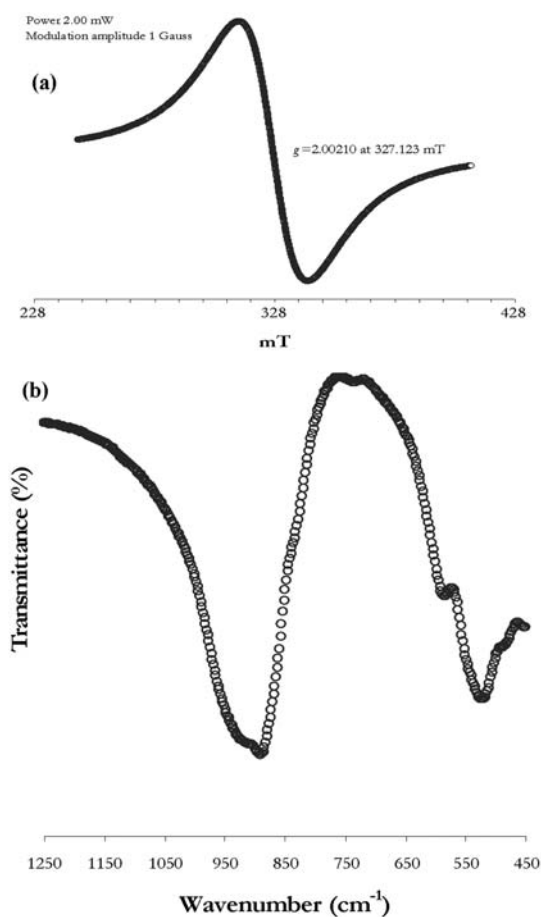 Power 2.00 mW
Modulation amplitude 1 Gauss
(a)
g=2.00210 at 327.123 mT
228 328 428
mT
(b)
Transmittance (%)
1250 1150 1050 950 850 750 650 550 450
Wavenumber (cm⁻¹)